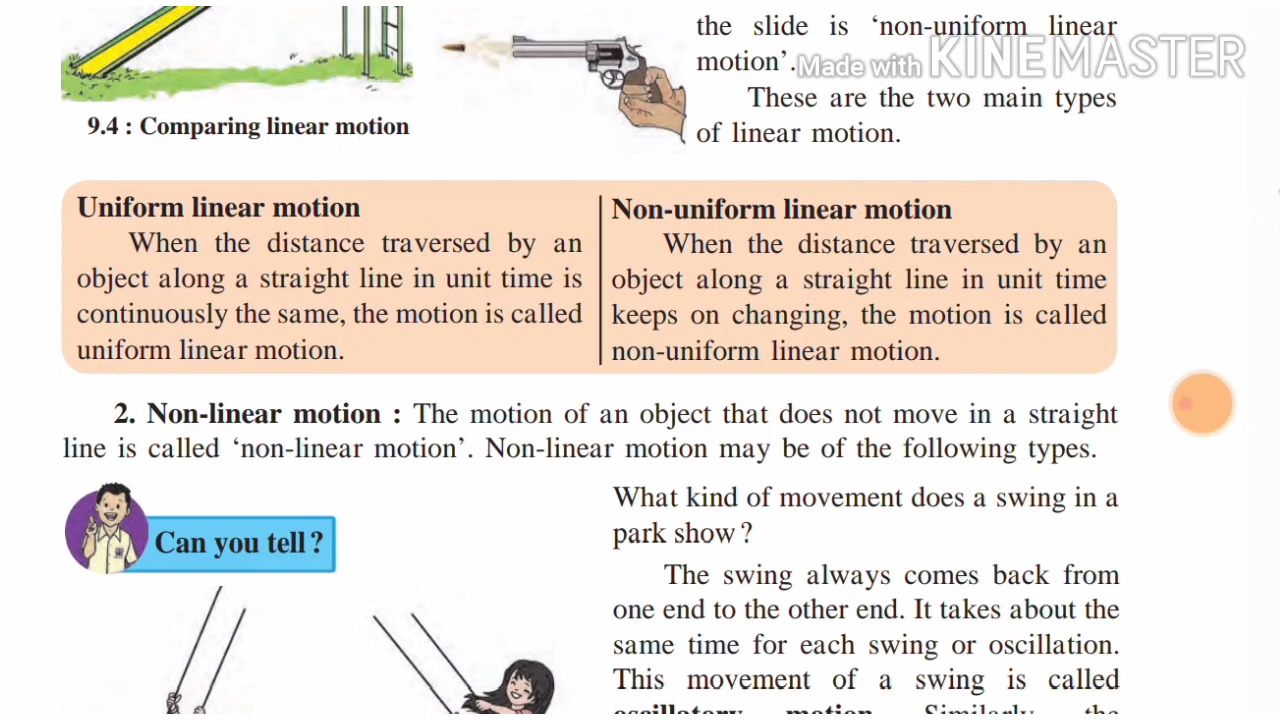 the slide is ‘non-uniform linear
motion’.
Made with KINEMASTER
These are the two main types
of linear motion.
9.4 : Comparing linear motion
Uniform linear motion
When the distance traversed by an
object along a straight line in unit time is
continuously the same, the motion is called
uniform linear motion.
Non-uniform linear motion
When the distance traversed by an
object along a straight line in unit time
keeps on changing, the motion is called
non-uniform linear motion.
2. Non-linear motion : The motion of an object that does not move in a straight
line is called ‘non-linear motion’. Non-linear motion may be of the following types.
Can you tell ?
What kind of movement does a swing in a
park show ?
The swing always comes back from
one end to the other end. It takes about the
same time for each swing or oscillation.
This movement of a swing is called
oscillatory motion. Similarly, the